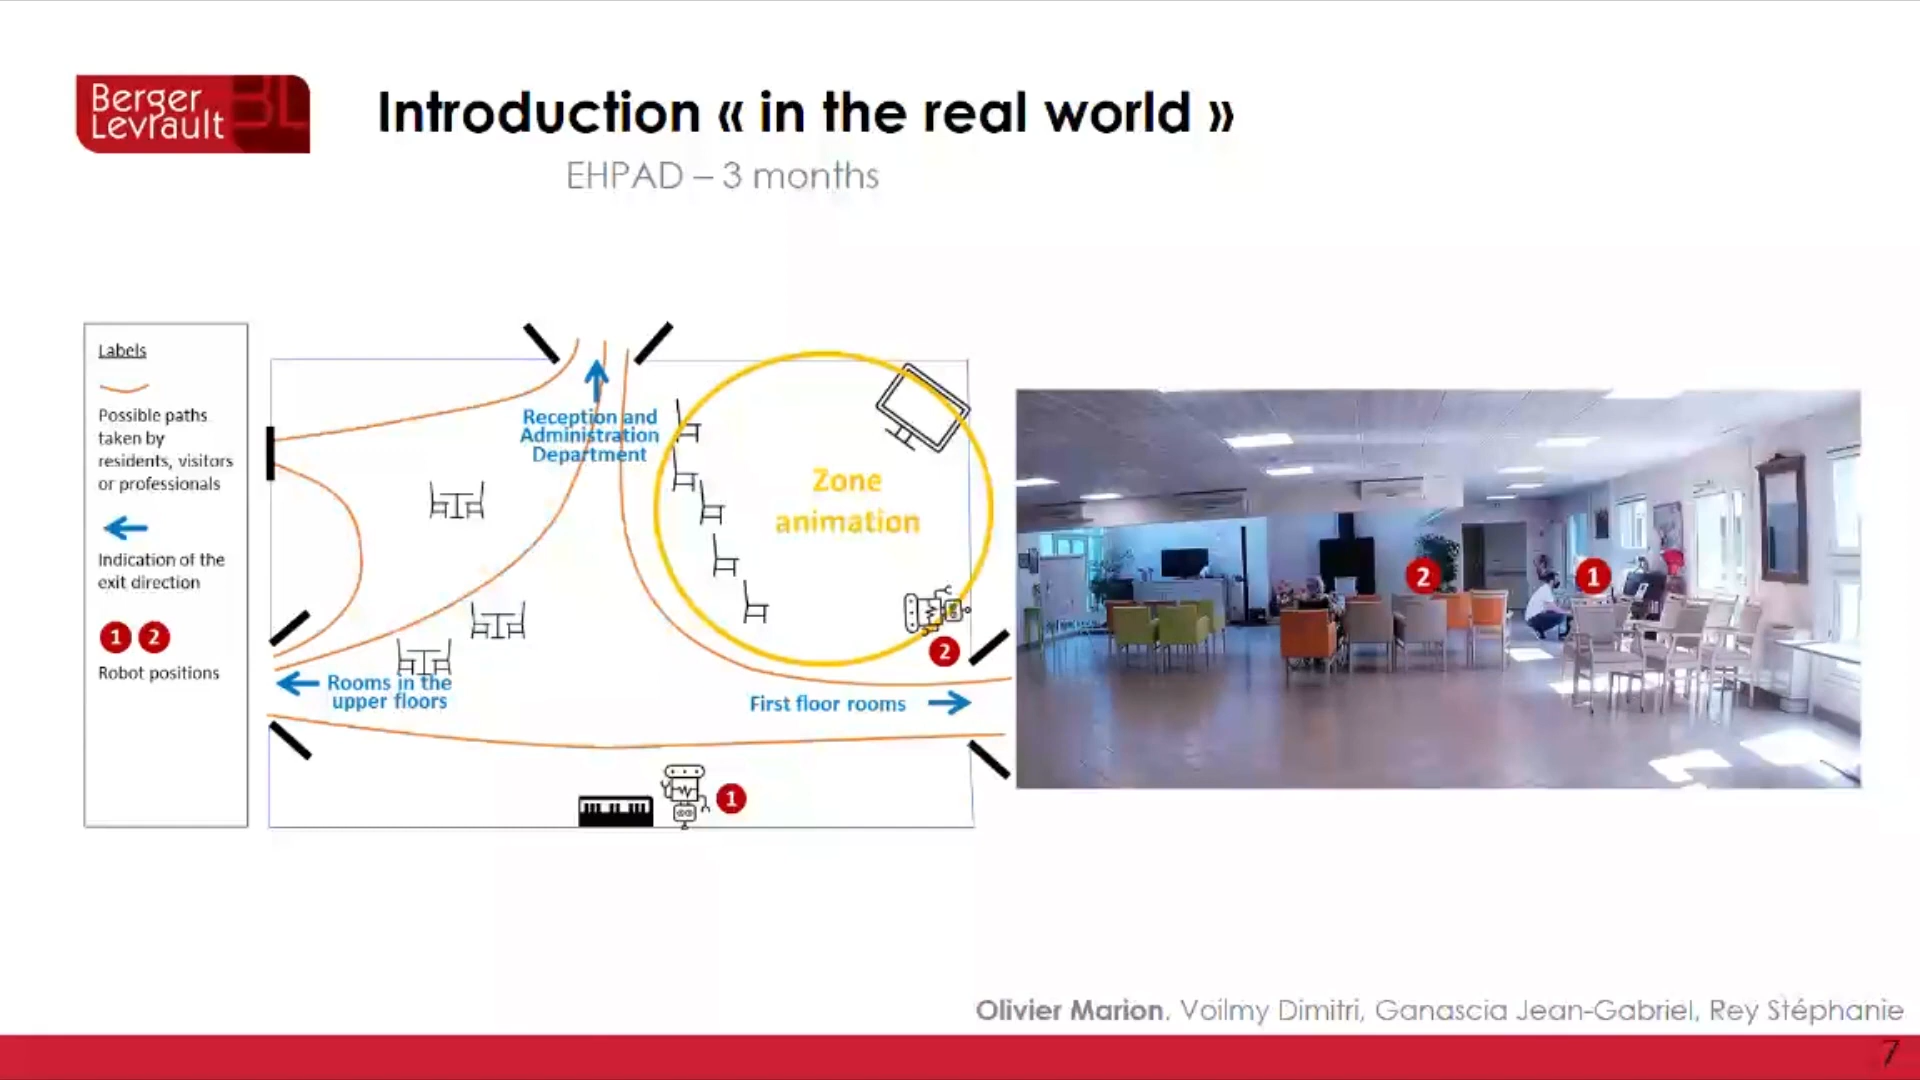 Berger
Levrault
BL
Introduction « in the real world »
EHPAD – 3 months
Labels
Possible paths
taken by
residents, visitors
or professionals
Indication of the
exit direction
1 2
Robot positions
Reception and
Administration
Department
Zone
animation
2
Rooms in the
upper floors
First floor rooms
1
2
1
Olivier Marion, Voilmy Dimitri, Ganascia Jean-Gabriel, Rey Stéphanie
7